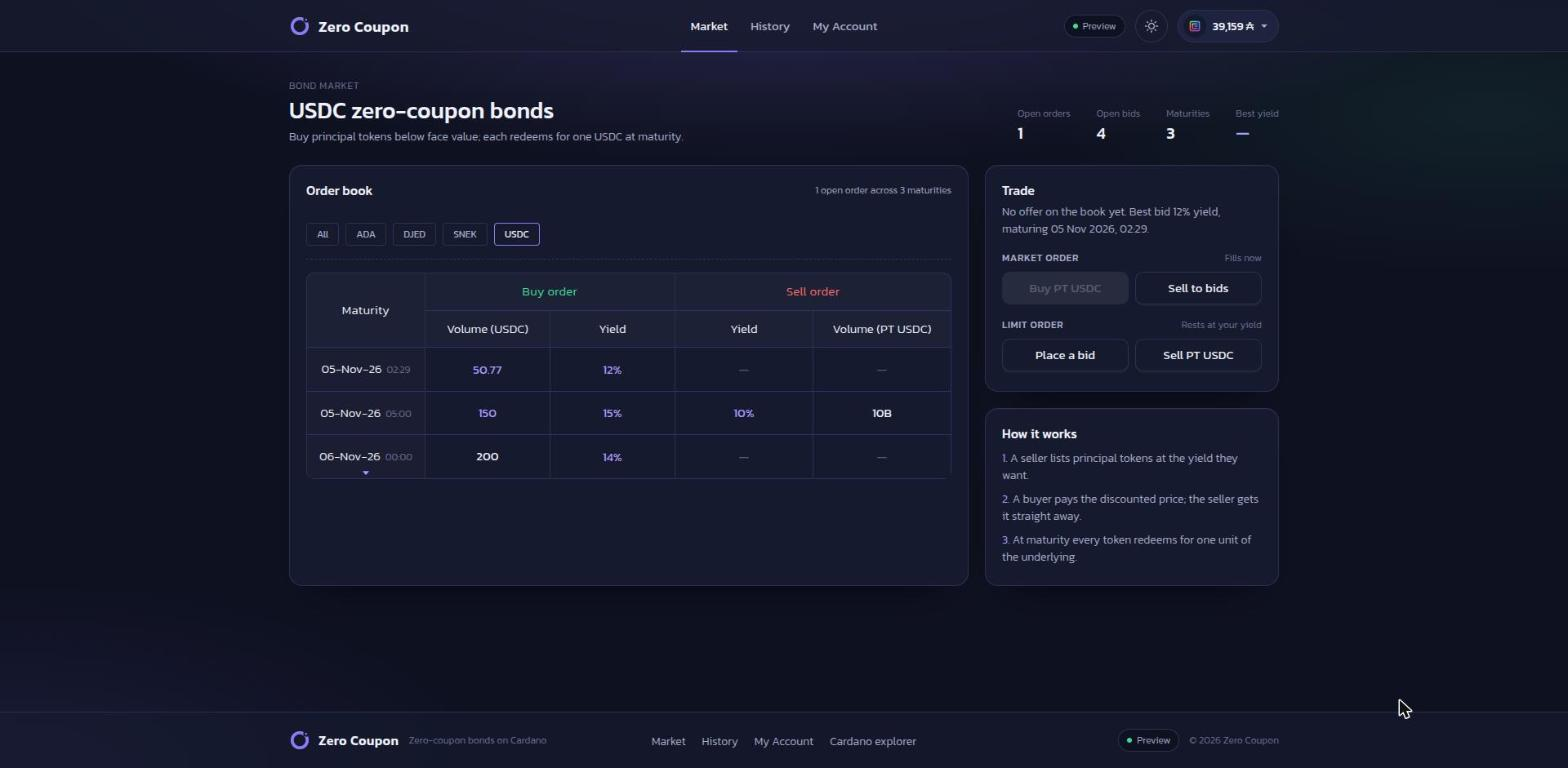 Zero Coupon
Market History My Account
Preview
39,159 ₳
BOND MARKET
USDC zero-coupon bonds
Buy principal tokens below face value; each redeems for one USDC at maturity.
Open orders Open bids Maturities Best yield
1 4 3 —
Order book
1 open order across 3 maturities
All ADA DJED SNEK USDC
Maturity Buy order Sell order
Volume (USDC) Yield Yield Volume (PT USDC)
05-Nov-26 02:29 50.77 12% — —
05-Nov-26 05:00 150 15% 10% 10B
06-Nov-26 00:00 200 14% — —
Trade
No offer on the book yet. Best bid 12% yield,
maturing 05 Nov 2026, 02:29.
MARKET ORDER Fills now
Buy PT USDC Sell to bids
LIMIT ORDER Rests at your yield
Place a bid Sell PT USDC
How it works
1. A seller lists principal tokens at the yield they
want.
2. A buyer pays the discounted price; the seller gets
it straight away.
3. At maturity every token redeems for one unit of
the underlying.
Zero Coupon Zero-coupon bonds on Cardano
Market History My Account Cardano explorer
Preview © 2026 Zero Coupon